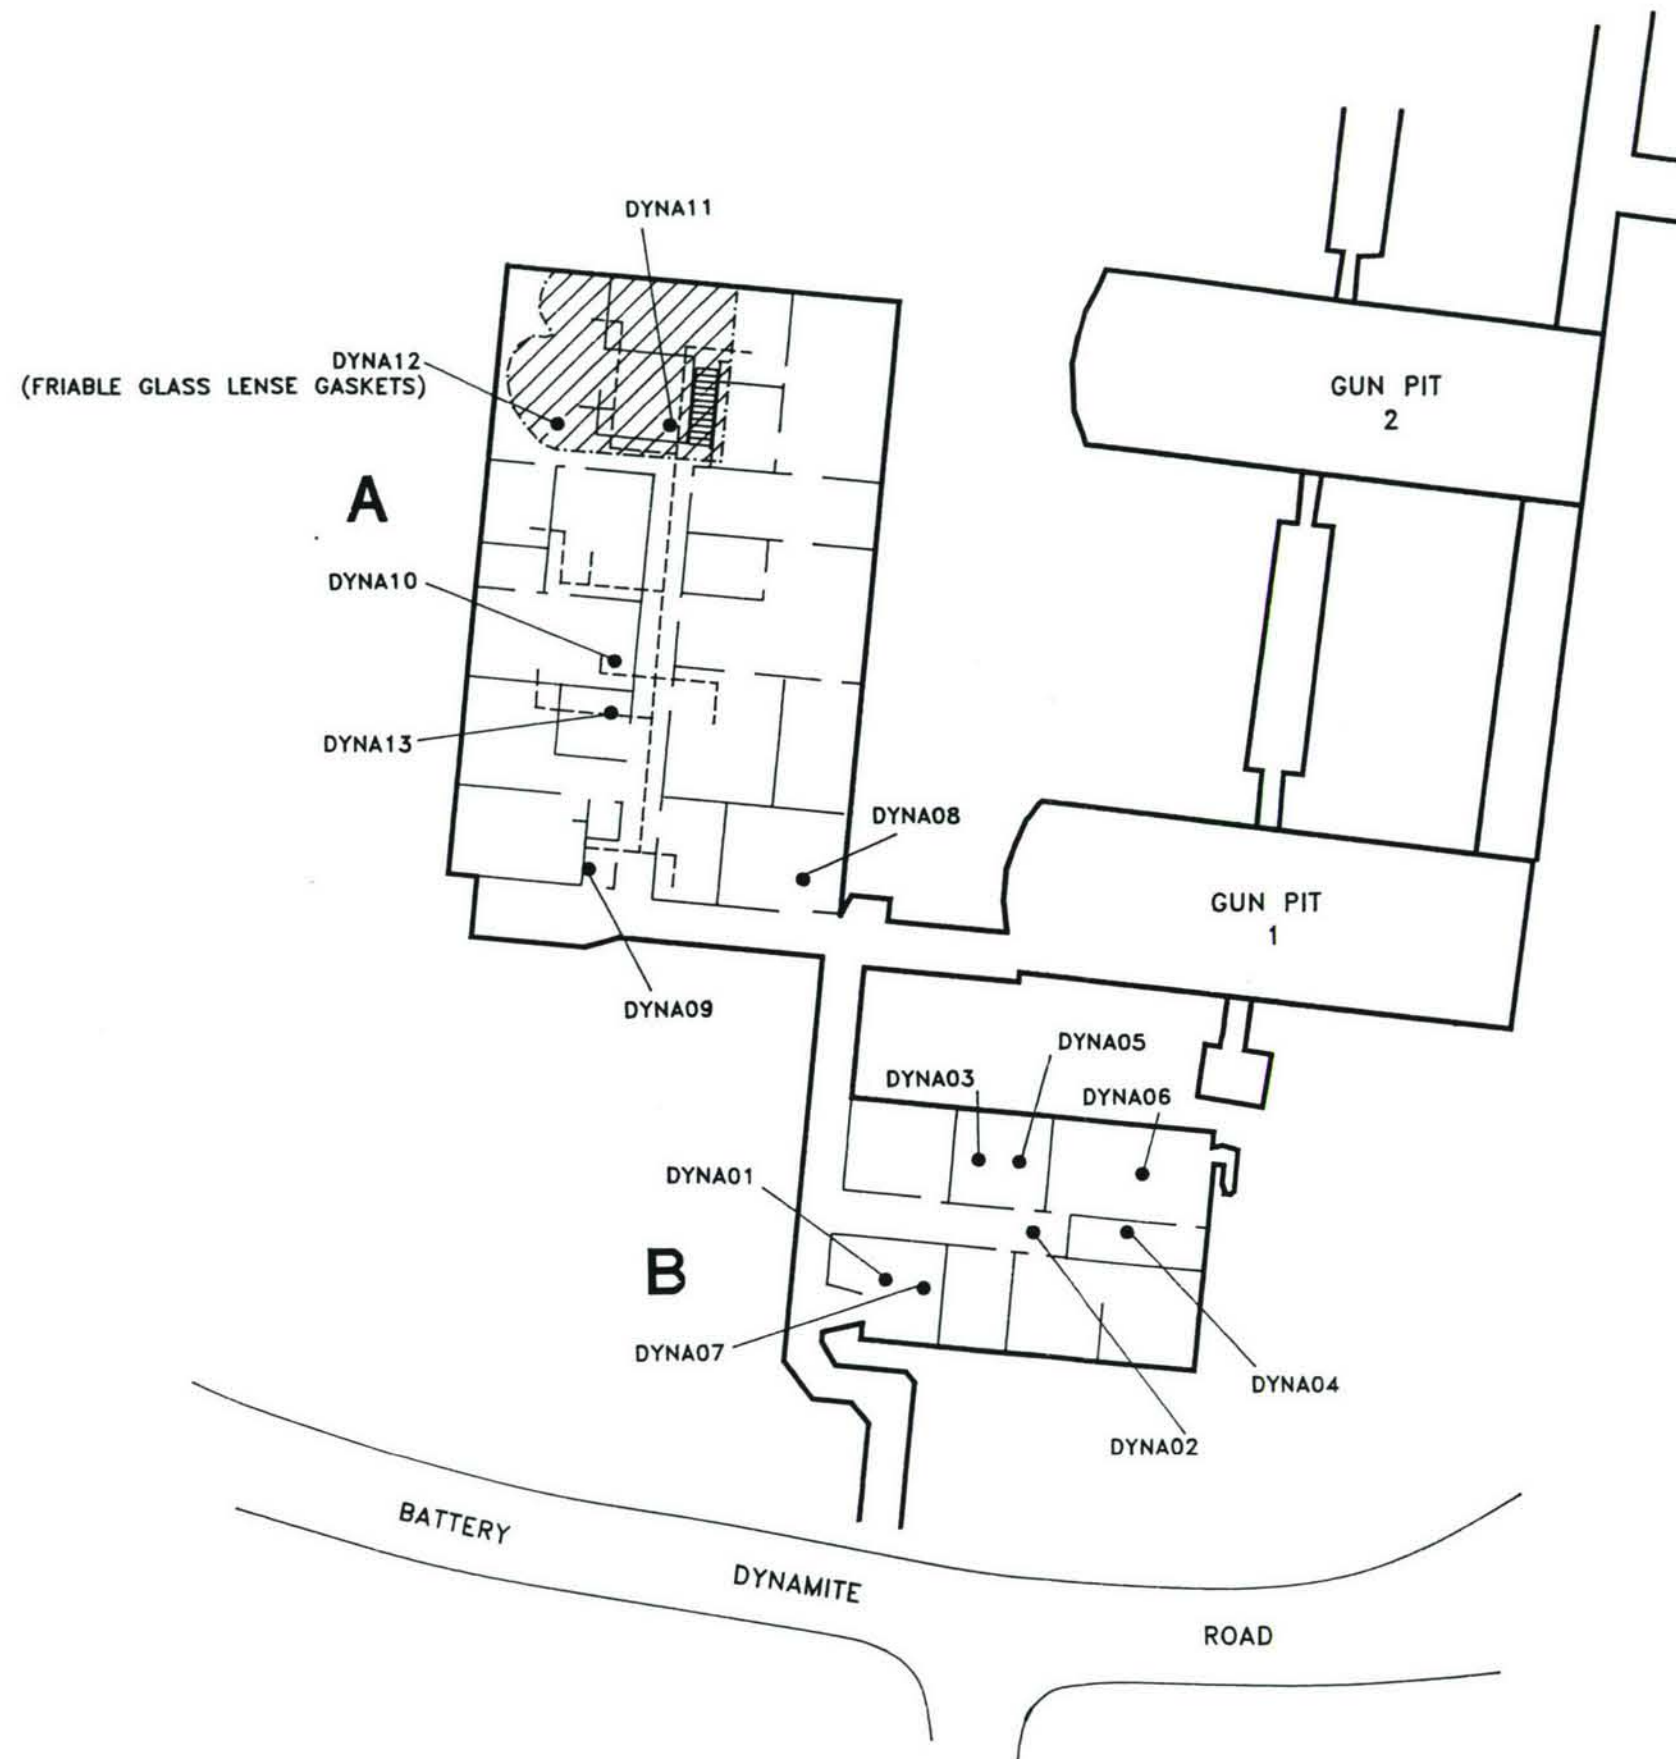 DYNA11
DYNA12
(FRIABLE GLASS LENSE GASKETS)
GUN PIT
2
A
DYNA10
DYNA13
DYNA08
GUN PIT
1
DYNA09
DYNA05
DYNA03
DYNA06
DYNA01
B
DYNA07
DYNA04
DYNA02
BATTERY
DYNAMITE
ROAD